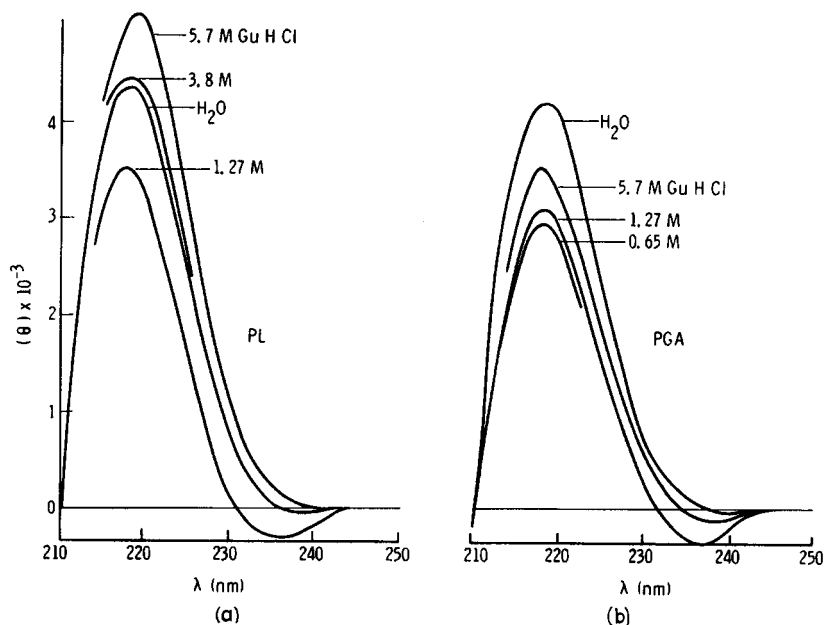 5.7 M Gu H Cl
3.8 M
H2O
1.27 M
4
3
2
1
0
(θ) x 10-3
PL
210
220
230
240
250
λ (nm)
(a)
H2O
5.7 M Gu H Cl
1.27 M
0.65 M
PGA
210
220
230
240
250
λ (nm)
(b)